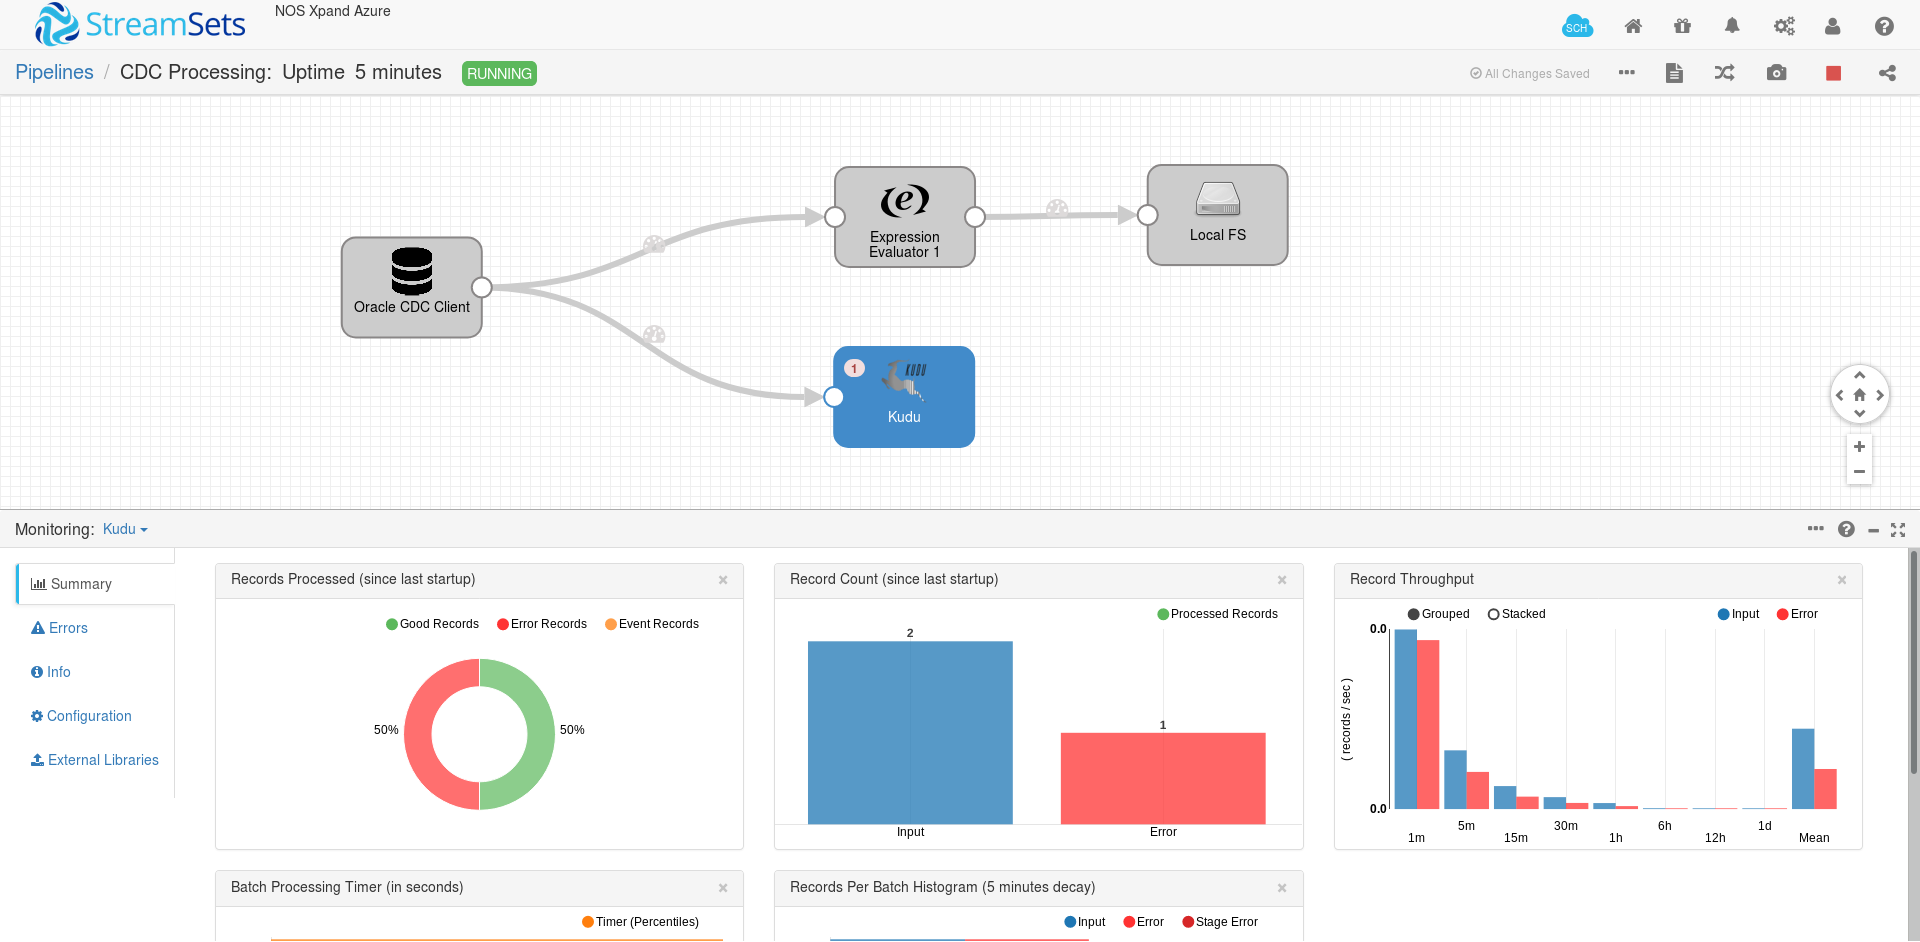 StreamSets
NOS Xpand Azure
SCH
Pipelines / CDC Processing: Uptime 5 minutes RUNNING
All Changes Saved
Oracle CDC Client
e
Expression
Evaluator 1
Local FS
1
KUDU
Kudu
Monitoring: Kudu
Summary
Errors
Info
Configuration
External Libraries
Records Processed (since last startup)
Good Records Error Records Event Records
50% 50%
Record Count (since last startup)
Processed Records
2
1
Input Error
Record Throughput
Grouped Stacked Input Error
0.0
( records / sec )
0.0
1m 5m 15m 30m 1h 6h 12h 1d Mean
Batch Processing Timer (in seconds)
Timer (Percentiles)
Records Per Batch Histogram (5 minutes decay)
Input Error Stage Error